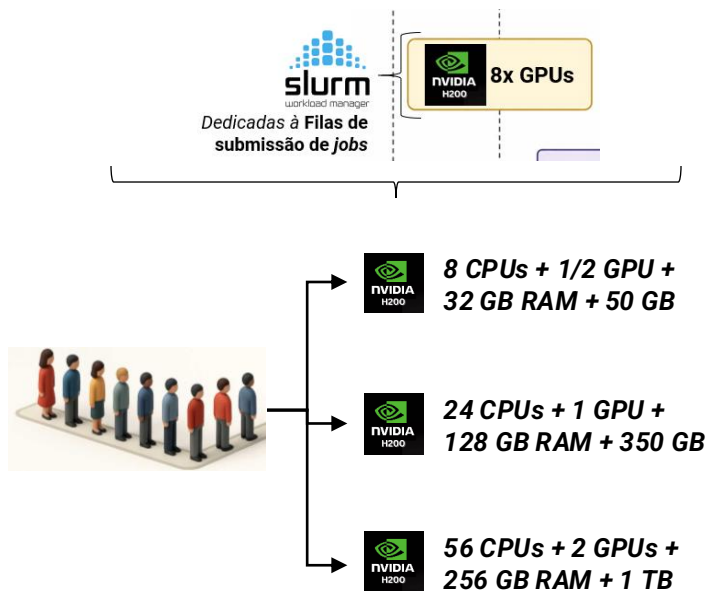 slurm
workload manager
Dedicadas à Filas de
submissão de jobs
NVIDIA
H200
8x GPUs
NVIDIA
H200
8 CPUs + 1/2 GPU +
32 GB RAM + 50 GB
NVIDIA
H200
24 CPUs + 1 GPU +
128 GB RAM + 350 GB
NVIDIA
H200
56 CPUs + 2 GPUs +
256 GB RAM + 1 TB